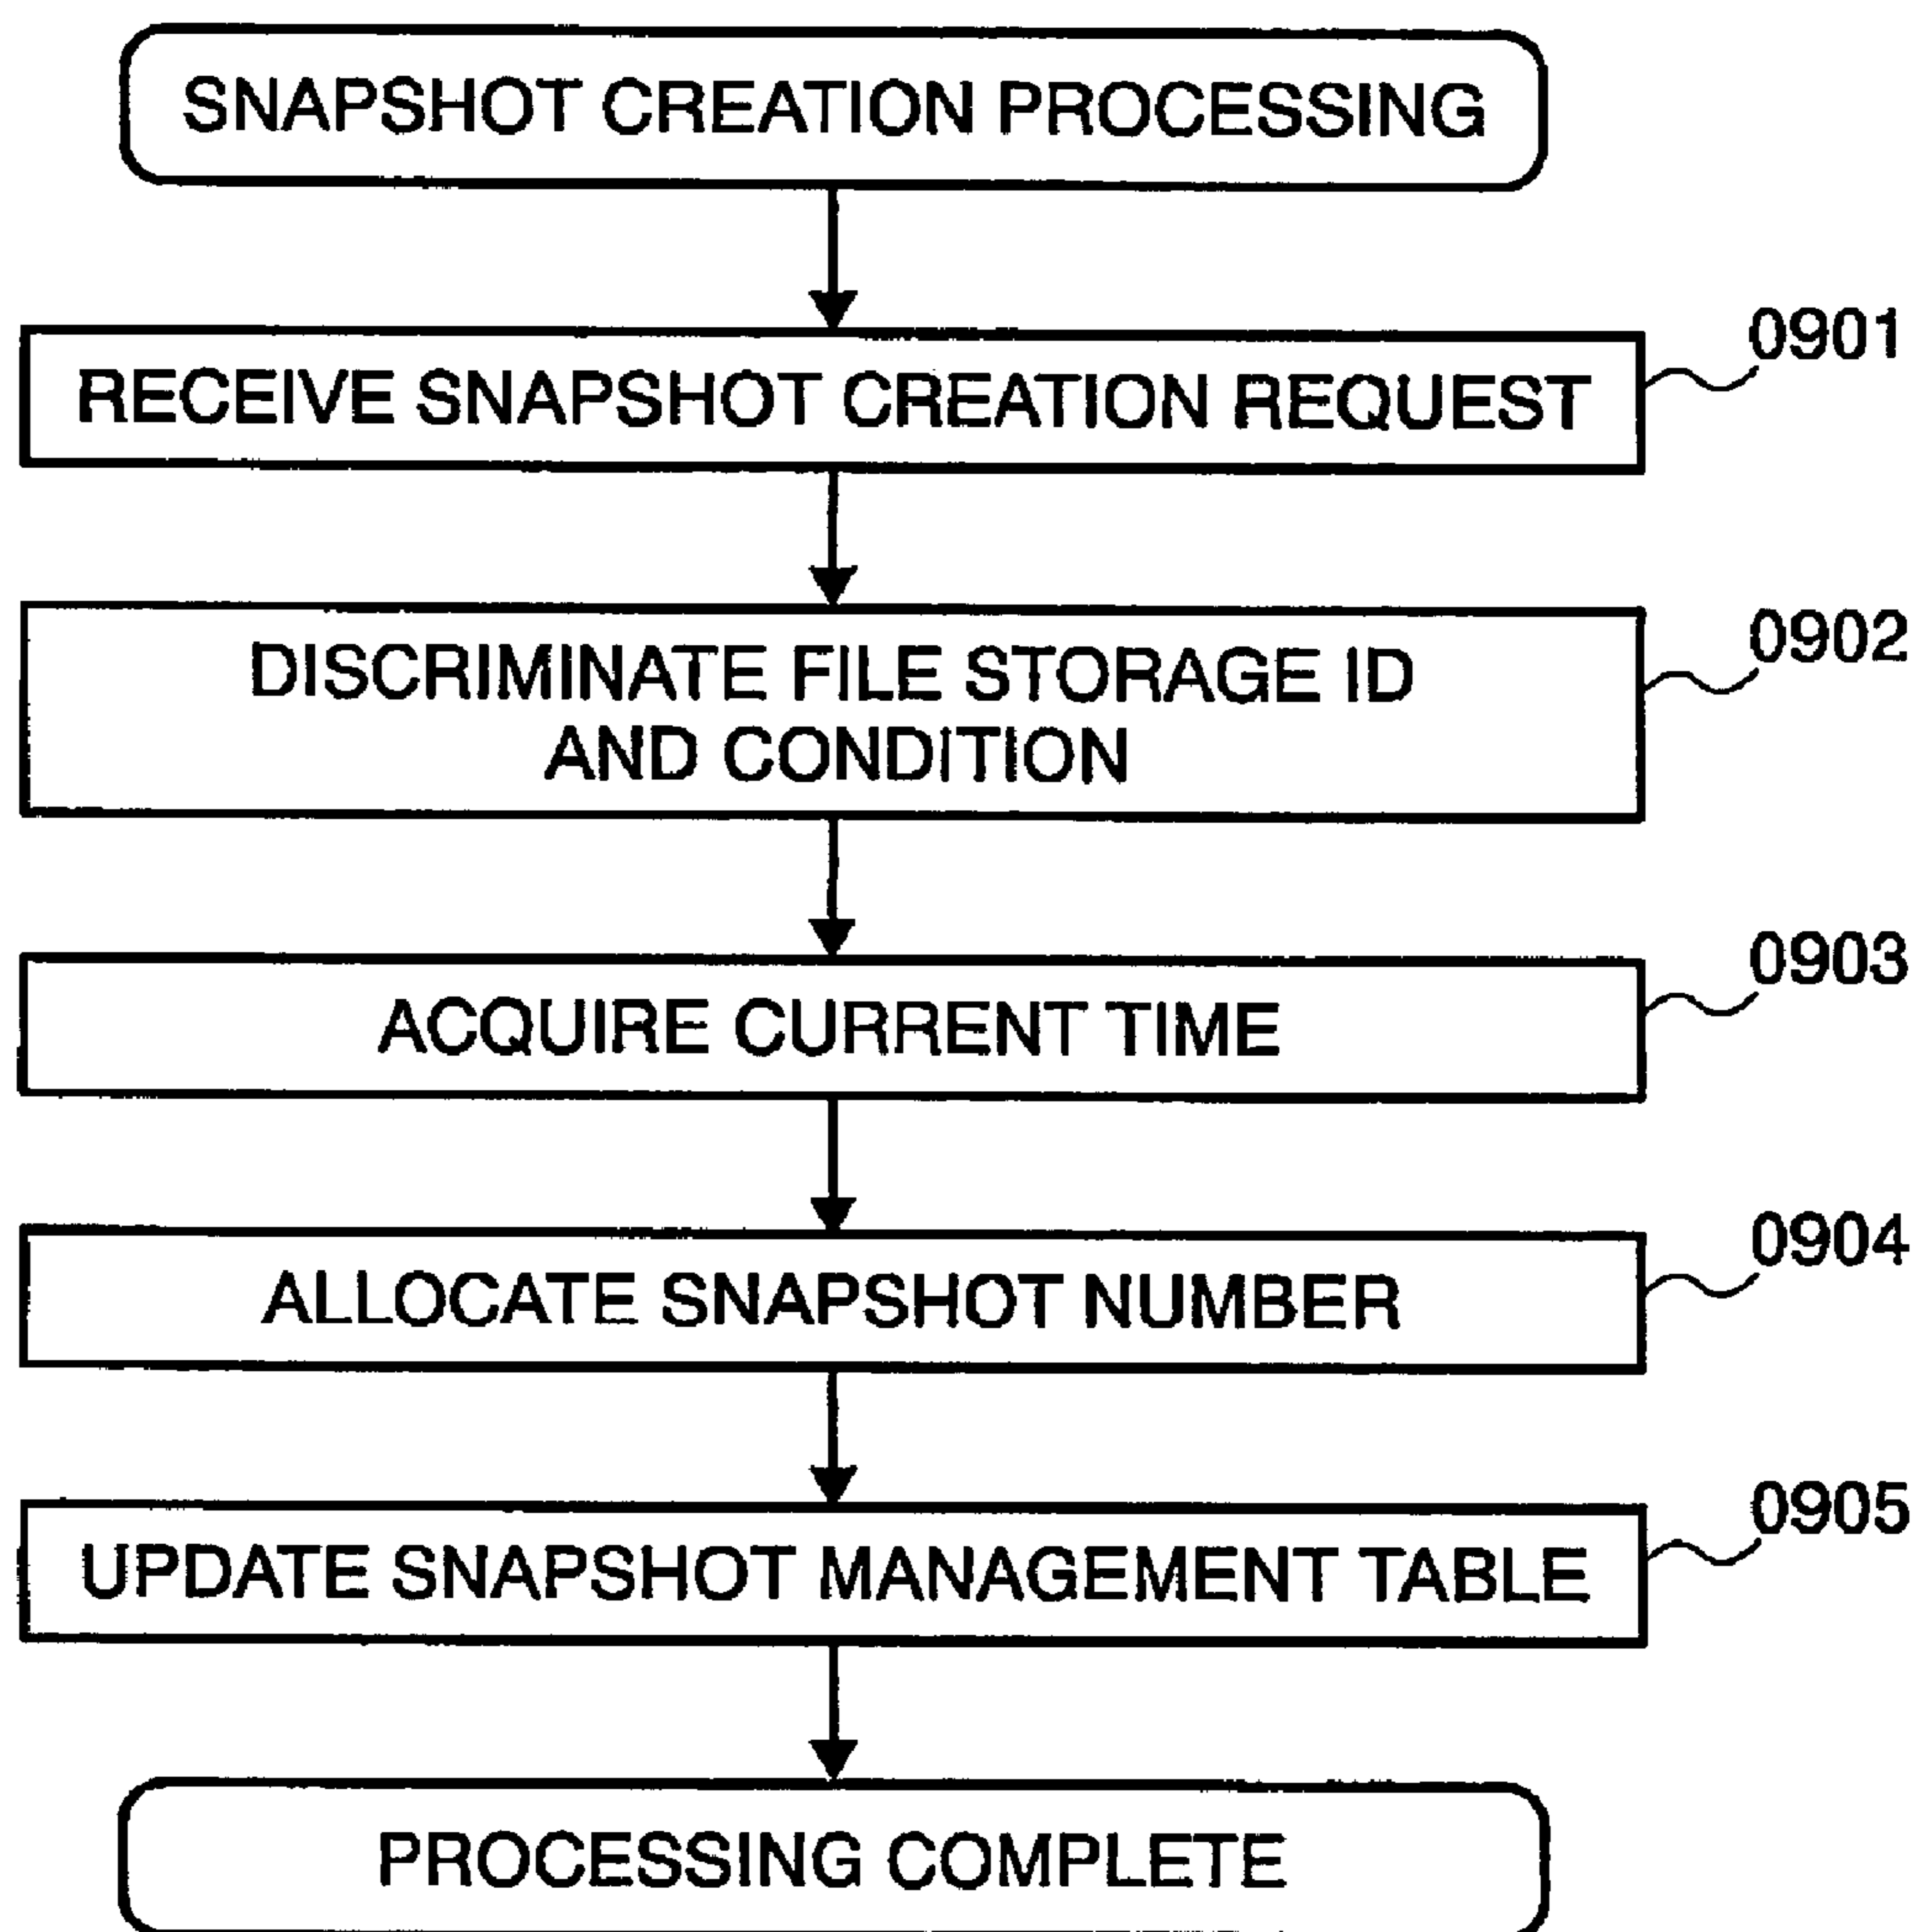 SNAPSHOT CREATION PROCESSING
0901
RECEIVE SNAPSHOT CREATION REQUEST
0902
DISCRIMINATE FILE STORAGE ID
AND CONDITION
0903
ACQUIRE CURRENT TIME
0904
ALLOCATE SNAPSHOT NUMBER
0905
UPDATE SNAPSHOT MANAGEMENT TABLE
PROCESSING COMPLETE